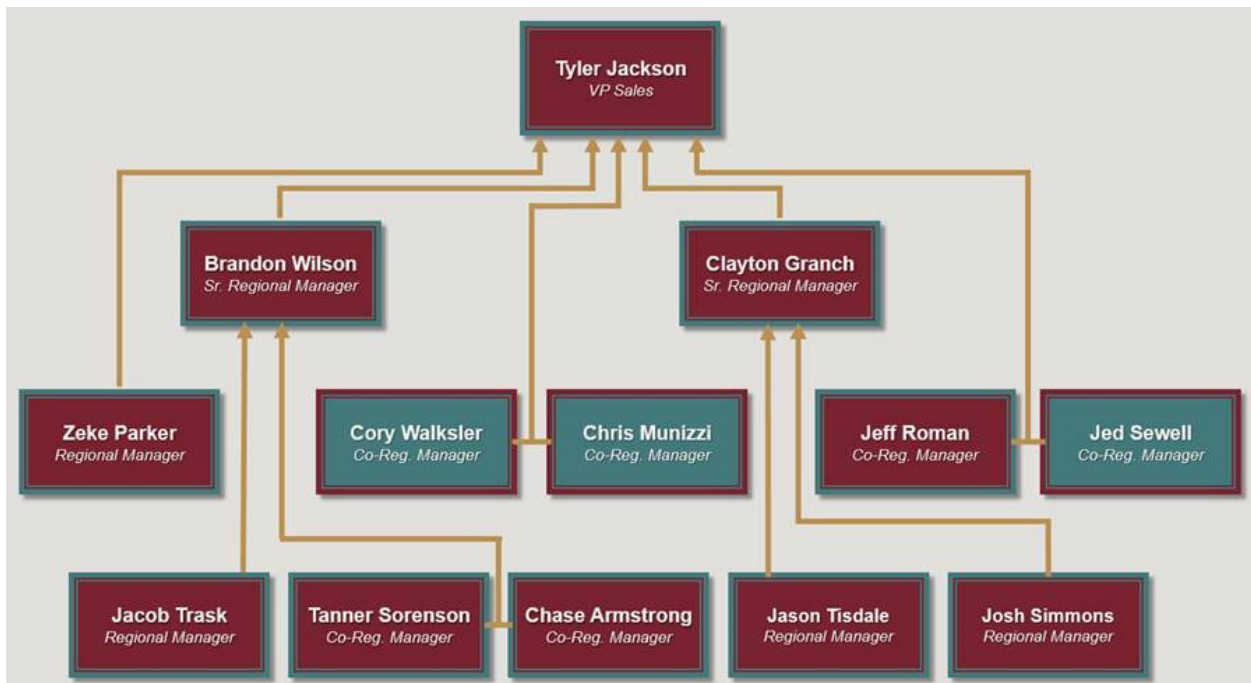 Tyler Jackson
VP Sales
Brandon Wilson
Sr. Regional Manager
Clayton Granch
Sr. Regional Manager
Zeke Parker
Regional Manager
Cory Walksler
Co-Reg. Manager
Chris Munizzi
Co-Reg. Manager
Jeff Roman
Co-Reg. Manager
Jed Sewell
Co-Reg. Manager
Jacob Trask
Regional Manager
Tanner Sorenson
Co-Reg. Manager
Chase Armstrong
Co-Reg. Manager
Jason Tisdale
Regional Manager
Josh Simmons
Regional Manager